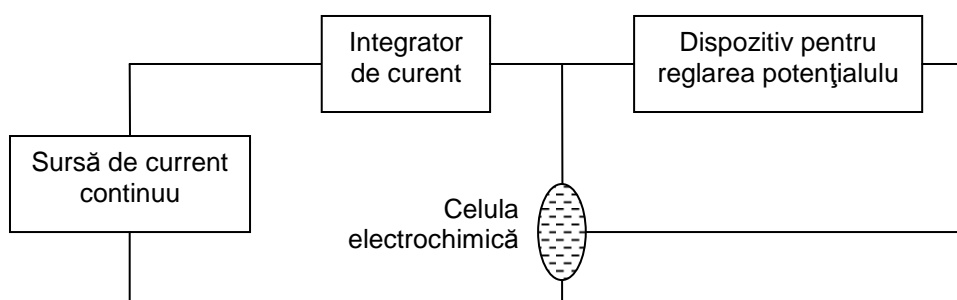 Integrator
de curent
Dispozitiv pentru
reglarea potenţialulu
Sursă de current
continuu
Celula
electrochimică